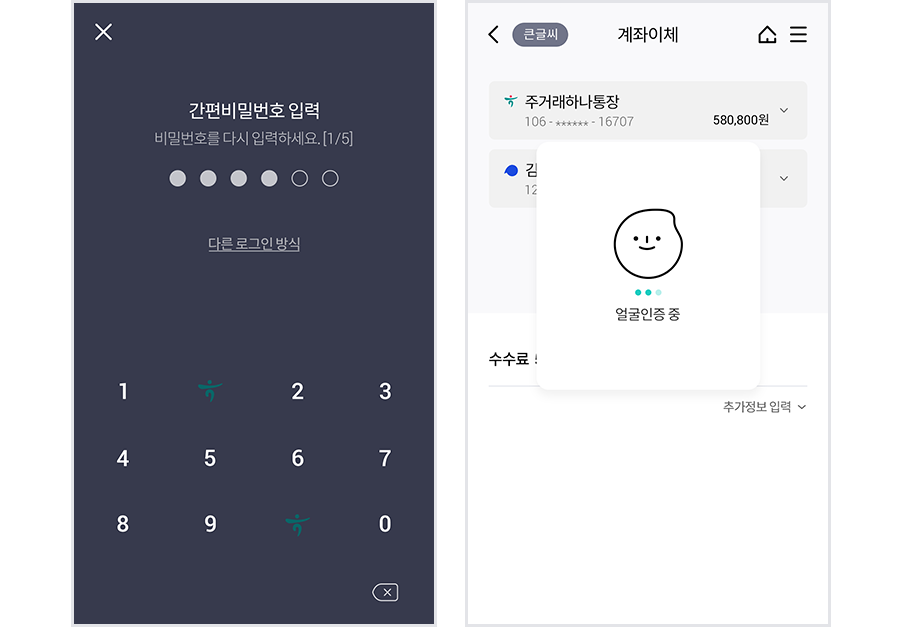 간편비밀번호 입력
비밀번호를 다시 입력하세요. [1/5]
다른 로그인 방식
1 2 3
4 5 6 7
8 9 0
큰글씨 계좌이체
주거래하나통장
106 - ****** - 16707 580,800원
김
12
얼굴인증 중
수수료
추가정보 입력